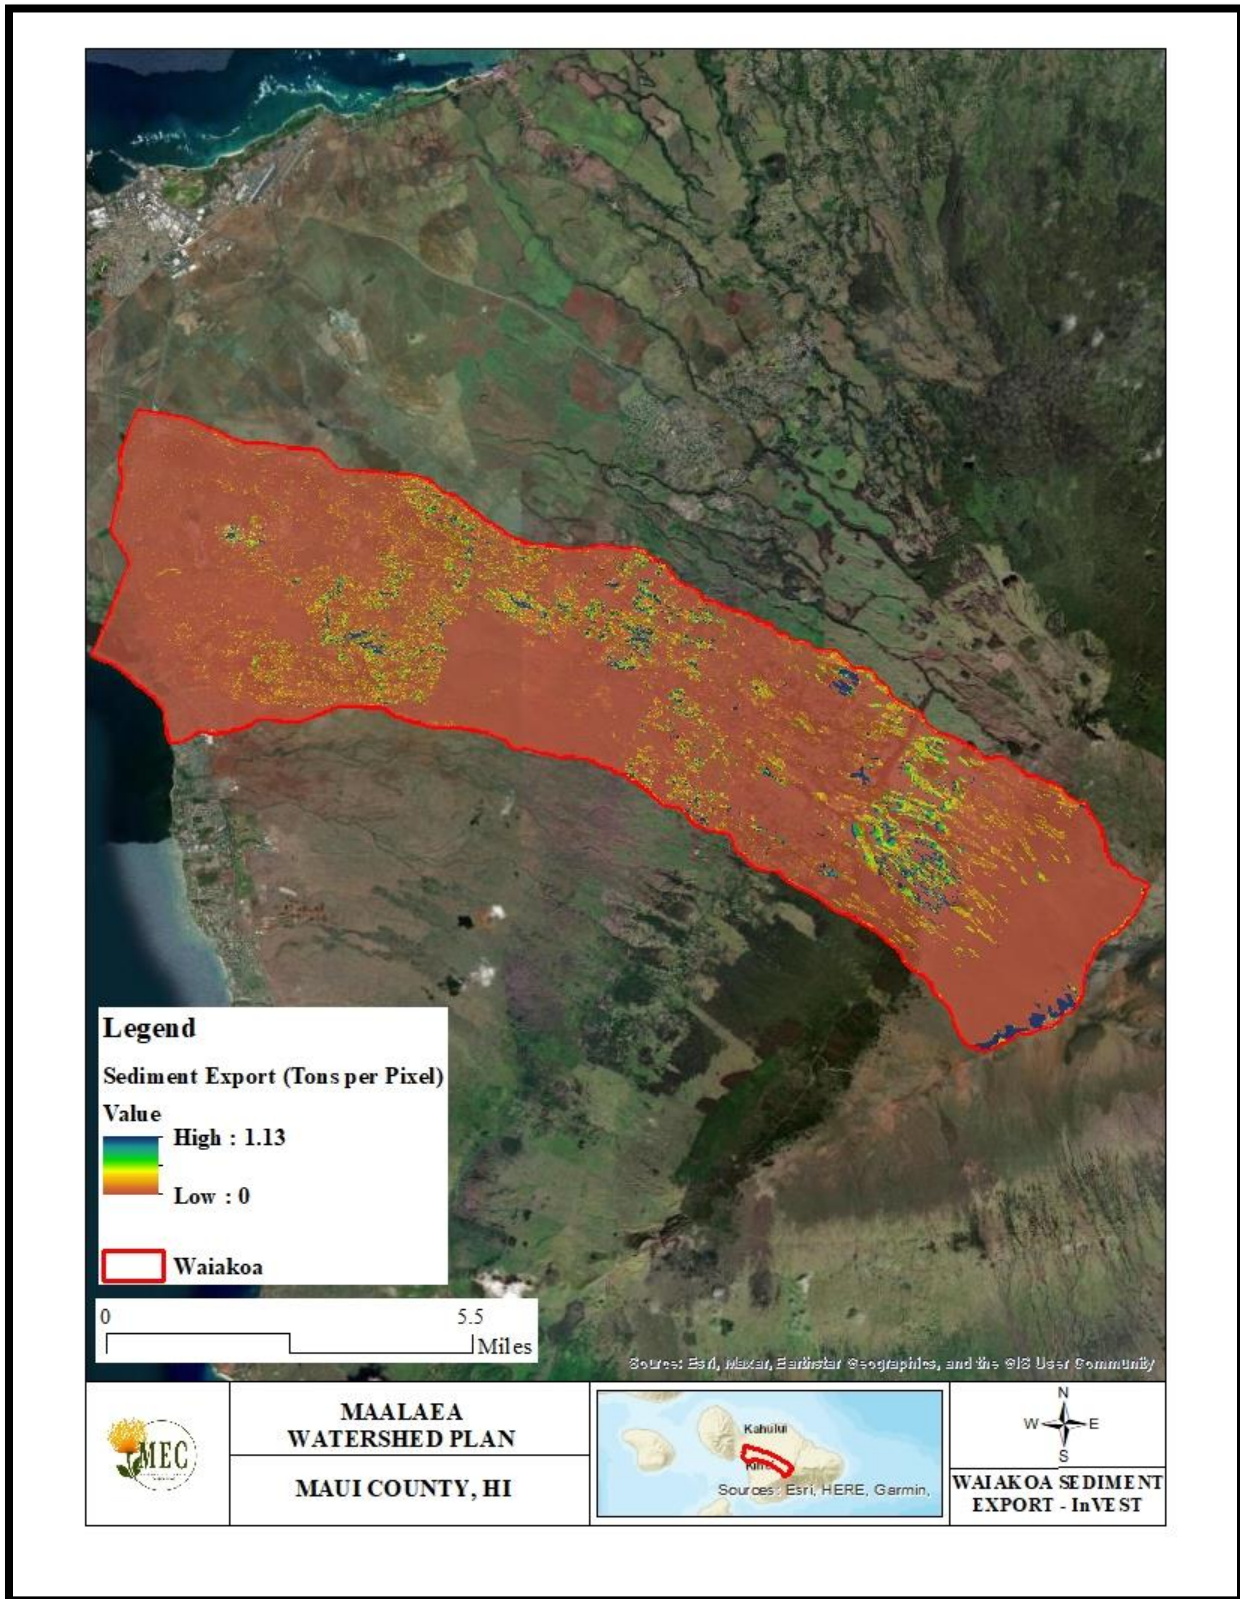 Legend
Sediment Export (Tons per Pixel)
Value
High : 1.13
Low : 0
Waiakoa
0 5.5
Miles
Source: Esri, Maxar, Earthstar Geographics, and the GIS User Community
MEC
MAALAEA
WATERSHED PLAN
MAUI COUNTY, HI
Kahului
Sources: Esri, HERE, Garmin,
N
W E
S
WAIAKOA SEDIMENT
EXPORT - InVEST